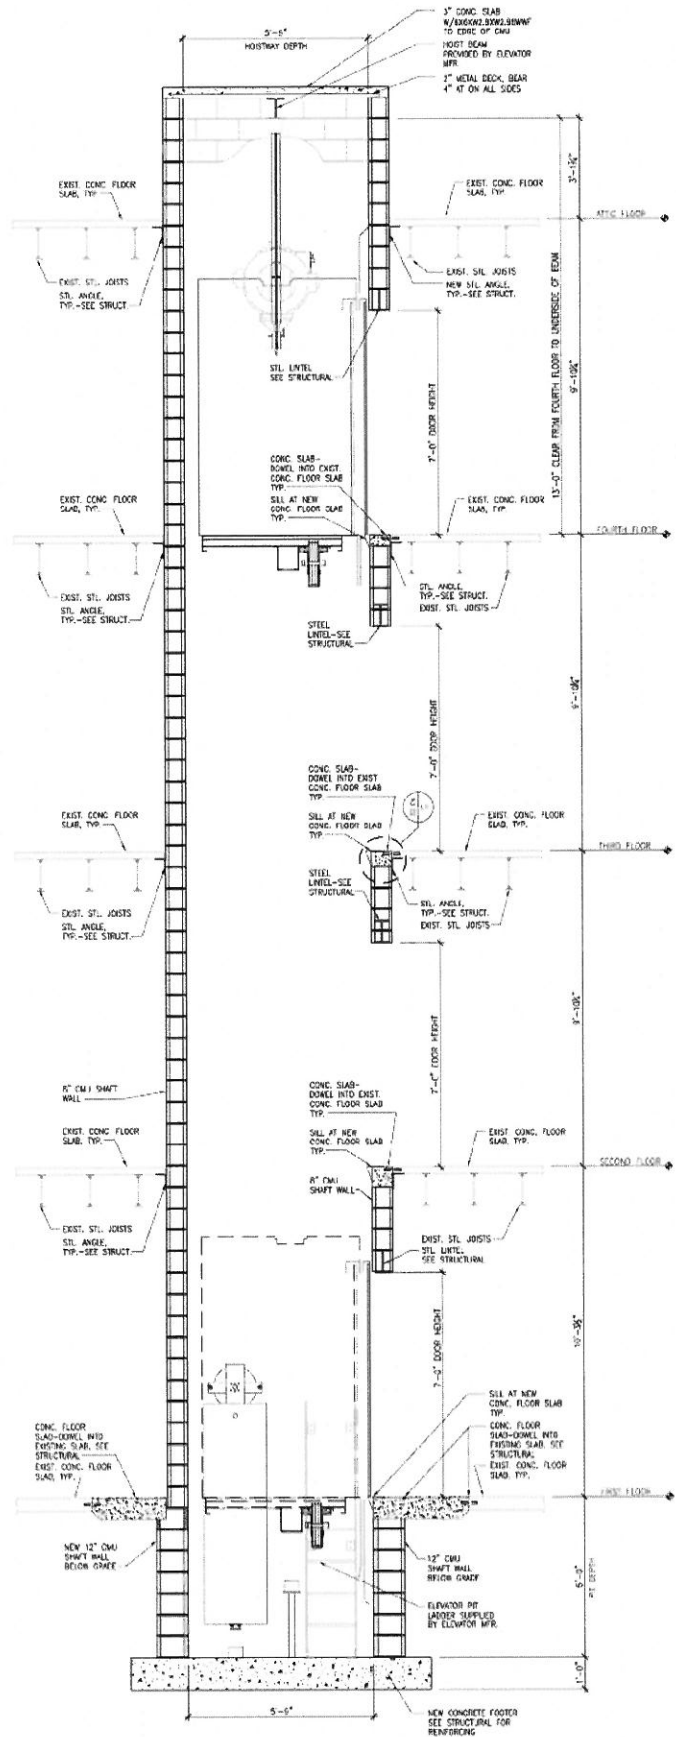 3" CONC. SLAB
W/6X6XW2.9XW2.9WWF
TO EDGE OF CMU
5'-9"
HOISTWAY DEPTH
HOIST BEAM
PROVIDED BY ELEVATOR
MFR
2" METAL DECK, BEAR
4" AT ON ALL SIDES
EXIST. CONC. FLOOR
SLAB, TYP.
EXIST. CONC. FLOOR
SLAB, TYP.
ATTIC FLOOR
EXIST. STL. JOISTS
STL. ANGLE,
TYP.-SEE STRUCT.
EXIST. STL. JOISTS
NEW STL. ANGLE,
TYP.-SEE STRUCT.
STL. LINTEL
SEE STRUCTURAL
7'-0" DOOR HEIGHT
13'-0" CLEAR FROM FOURTH FLOOR TO UNDERSIDE OF BEAM
CONC. SLAB-
DOWEL INTO EXIST.
CONC. FLOOR SLAB
TYP.
SILL AT NEW
CONC. FLOOR SLAB
TYP.
EXIST. CONC. FLOOR
SLAB, TYP.
EXIST. CONC. FLOOR
SLAB, TYP.
FOURTH FLOOR
EXIST. STL. JOISTS
STL. ANGLE,
TYP.-SEE STRUCT.
STL. ANGLE,
TYP.-SEE STRUCT.
EXIST. STL. JOISTS
STEEL
LINTEL-SEE
STRUCTURAL
7'-0" DOOR HEIGHT
CONC. SLAB-
DOWEL INTO EXIST
CONC. FLOOR SLAB
TYP.
SILL AT NEW
CONC. FLOOR SLAB
TYP
EXIST. CONC. FLOOR
SLAB, TYP.
EXIST. CONC. FLOOR
SLAB, TYP.
THIRD FLOOR
EXIST. STL. JOISTS
STL. ANGLE,
TYP.-SEE STRUCT.
STEEL
LINTEL-SEE
STRUCTURAL
STL. ANGLE,
TYP.-SEE STRUCT.
EXIST. STL. JOISTS
7'-0" DOOR HEIGHT
8" CMU SHAFT
WALL
CONC. SLAB-
DOWEL INTO EXIST.
CONC. FLOOR SLAB
TYP.
SILL AT NEW
CONC. FLOOR SLAB
TYP.
EXIST. CONC. FLOOR
SLAB, TYP.
EXIST. CONC. FLOOR
SLAB, TYP.
SECOND FLOOR
8" CMU
SHAFT WALL
EXIST. STL. JOISTS
STL. ANGLE,
TYP.-SEE STRUCT.
EXIST. STL. JOISTS
STL. LINTEL
SEE STRUCTURAL
7'-0" DOOR HEIGHT
SILL AT NEW
CONC. FLOOR SLAB
TYP.
CONC. FLOOR
SLAB-DOWEL INTO
EXISTING SLAB, SEE
STRUCTURAL
EXIST. CONC. FLOOR
SLAB, TYP.
CONC. FLOOR
SLAB-DOWEL INTO
EXISTING SLAB, SEE
STRUCTURAL
EXIST. CONC. FLOOR
SLAB, TYP.
FIRST FLOOR
NEW 12" CMU
SHAFT WALL
BELOW GRADE
12" CMU
SHAFT WALL
BELOW GRADE
PIT DEPTH
ELEVATOR PIT
LADDER SUPPLIED
BY ELEVATOR MFR.
1'-0"
5'-9"
NEW CONCRETE FOOTER
SEE STRUCTURAL FOR
REINFORCING